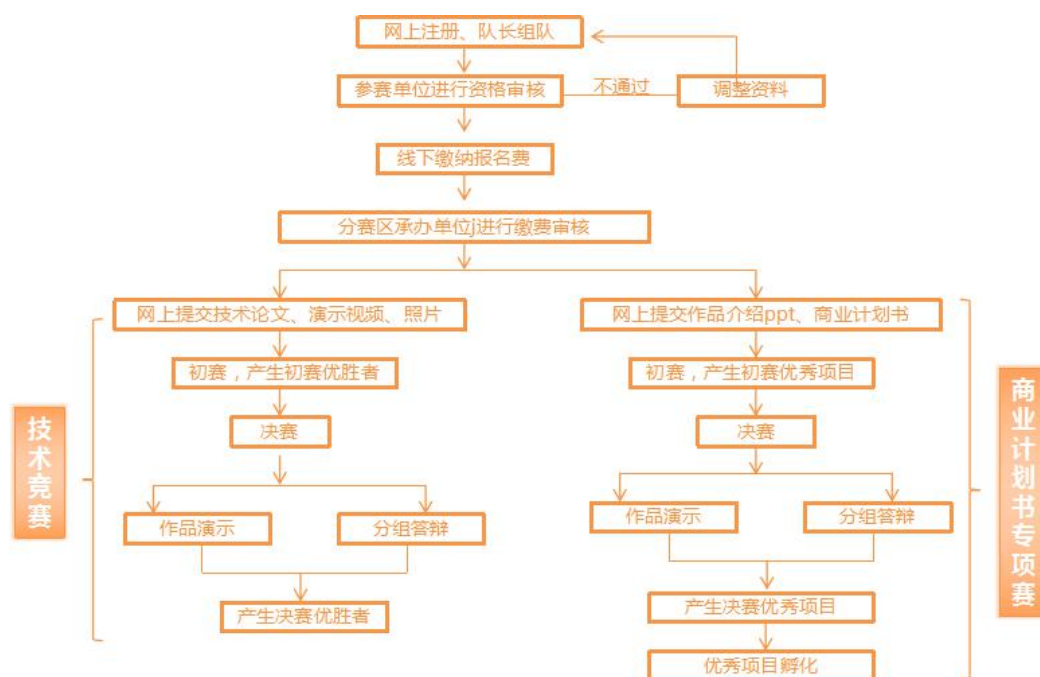 网上注册、队长组队
参赛单位进行资格审核
不通过
调整资料
线下缴纳报名费
分赛区承办单位j进行缴费审核
网上提交技术论文、演示视频、照片
网上提交作品介绍ppt、商业计划书
初赛，产生初赛优胜者
初赛，产生初赛优秀项目
决赛
决赛
技术竞赛
商业计划书专项赛
作品演示
分组答辩
作品演示
分组答辩
产生决赛优胜者
产生决赛优秀项目
优秀项目孵化